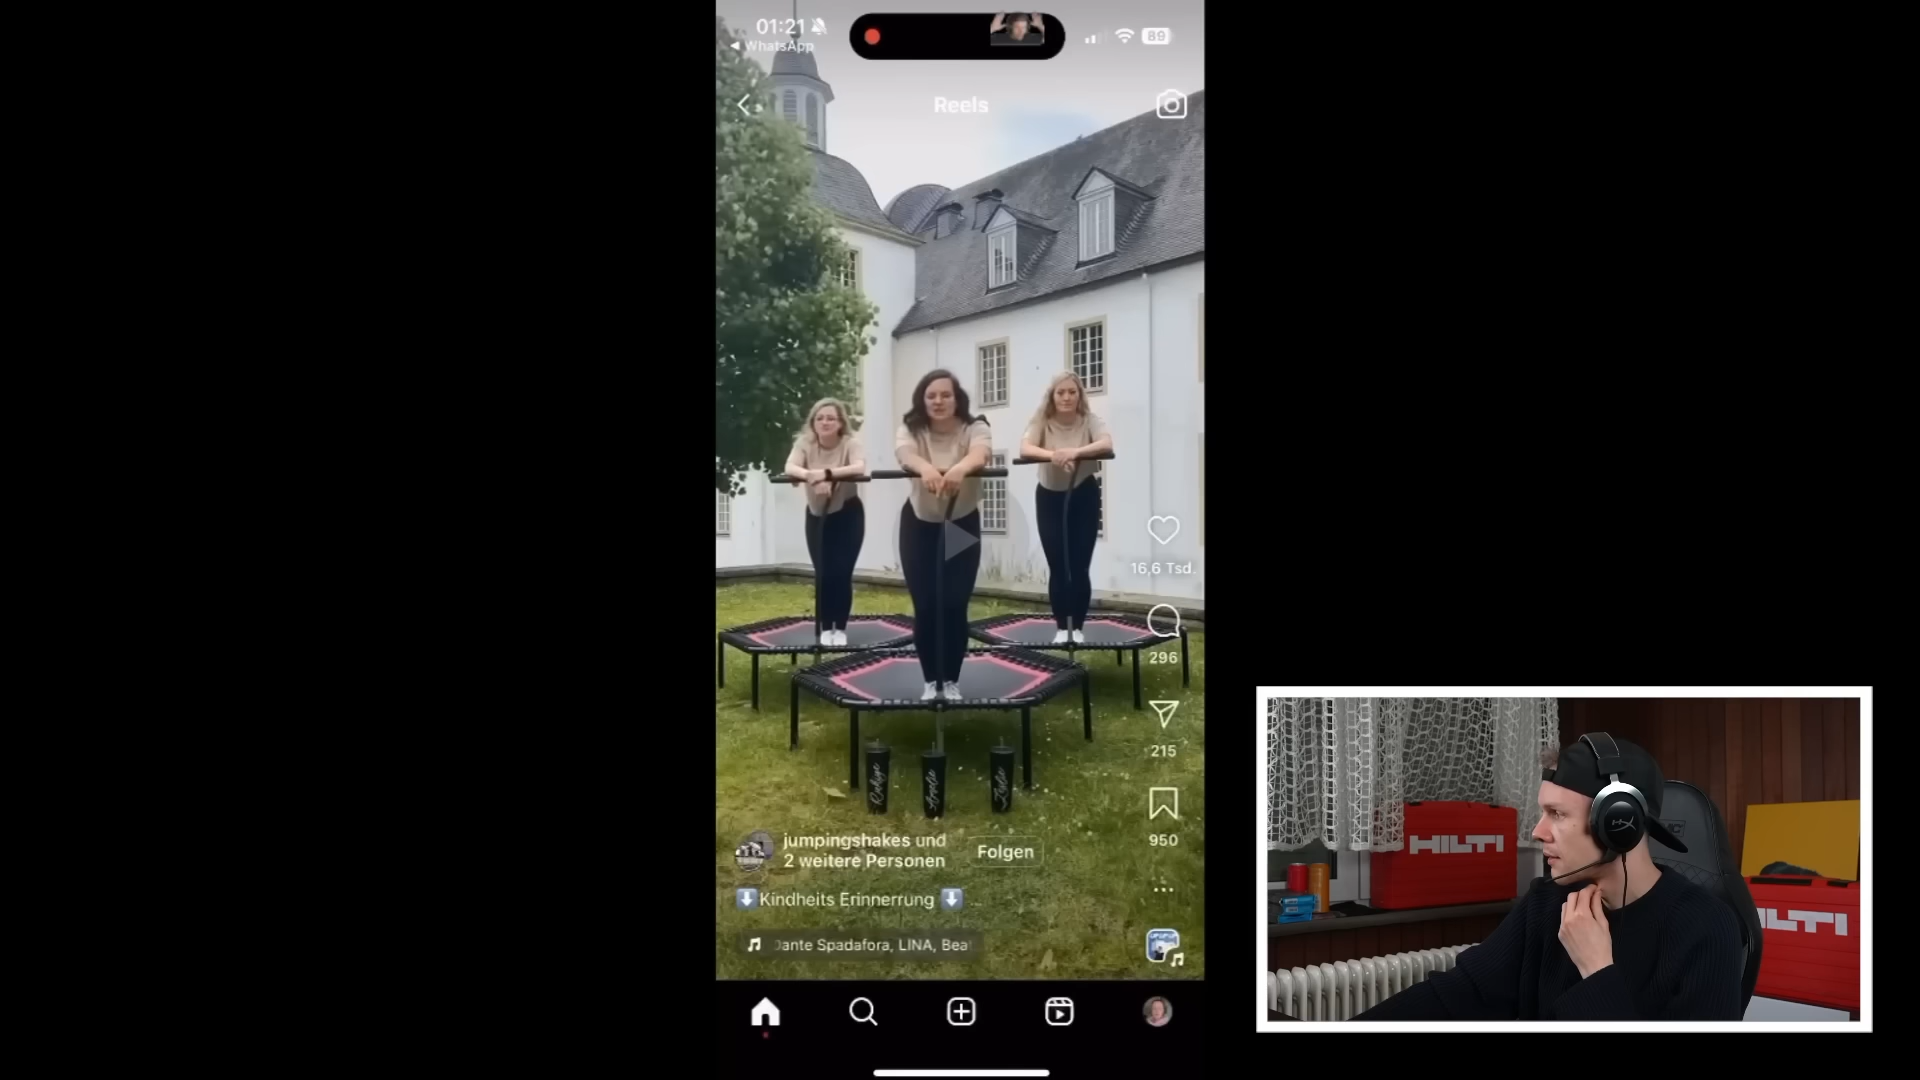 01:21
WhatsApp
89
Reels
16,6 Tsd.
296
215
950
jumpingshakes und
2 weitere Personen
Folgen
⬇️Kindheits Erinnerrung⬇️ ...
Dante Spadafora, LINA, Bea
HILTI
HILTI